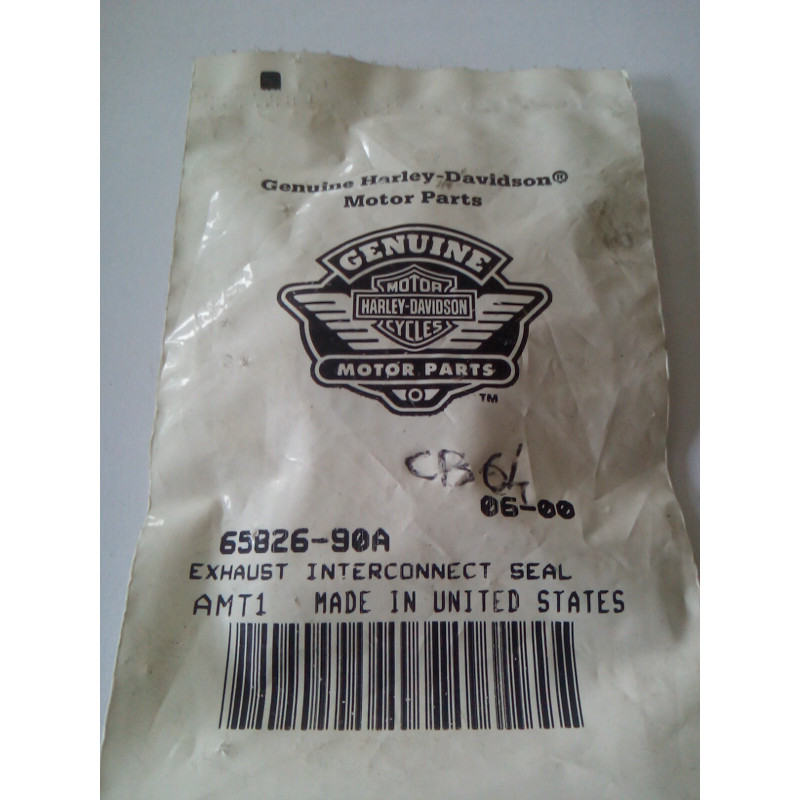 Genuine Harley-Davidson®
Motor Parts
GENUINE
MOTOR
HARLEY-DAVIDSON
CYCLES
MOTOR PARTS
TM
CB
06-00
65826-90A
EXHAUST INTERCONNECT SEAL
AMT1 MADE IN UNITED STATES